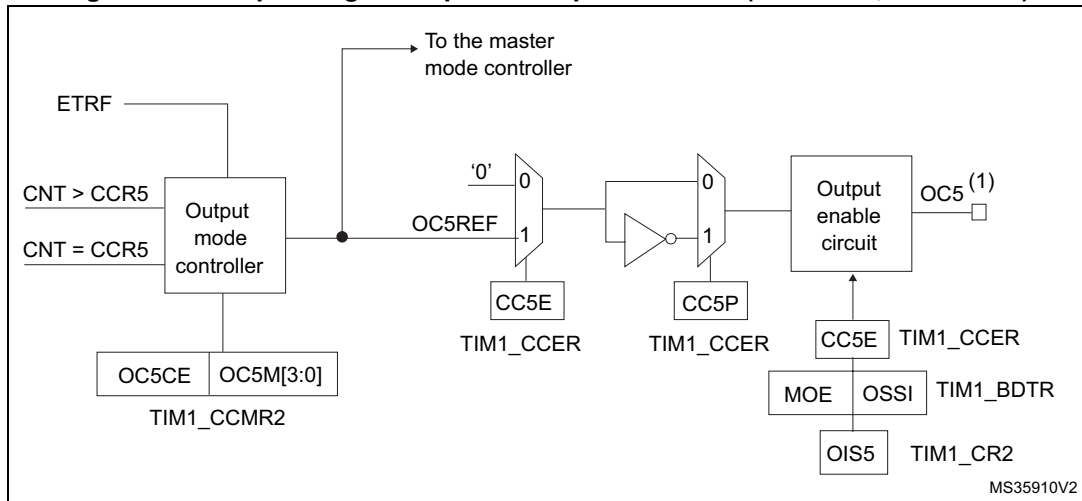 To the master
mode controller
ETRF
CNT > CCR5
CNT = CCR5
Output
mode
controller
OC5REF
‘0’
0
1
CC5E
TIM1_CCER
0
1
CC5P
TIM1_CCER
Output
enable
circuit
OC5 (1)
CC5E TIM1_CCER
MOE OSSI TIM1_BDTR
OIS5 TIM1_CR2
OC5CE OC5M[3:0]
TIM1_CCMR2
MS35910V2